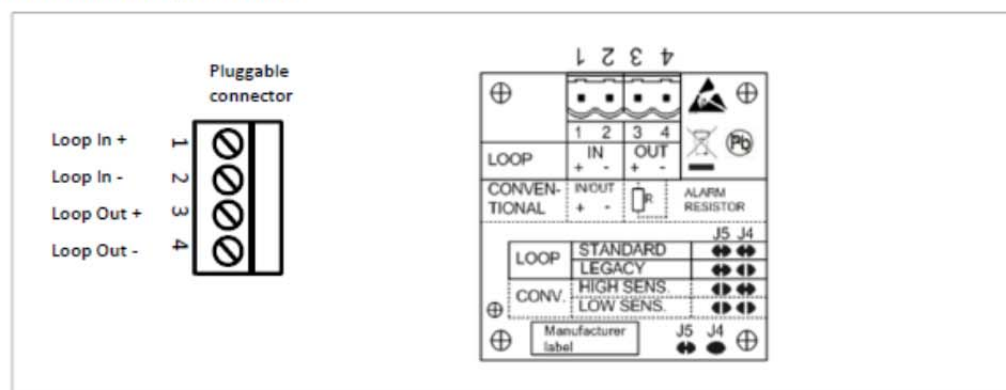 Pluggable
connector
Loop In + 1
Loop In - 2
Loop Out + 3
Loop Out - 4
1 2 3 4
1 2 3 4
LOOP IN OUT
+ - + -
CONVEN-
TIONAL
IN/OUT
+ -
R
ALARM
RESISTOR
J5 J4
LOOP
STANDARD
LEGACY
CONV.
HIGH SENS.
LOW SENS.
Manufacturer
label
J5 J4
Pb